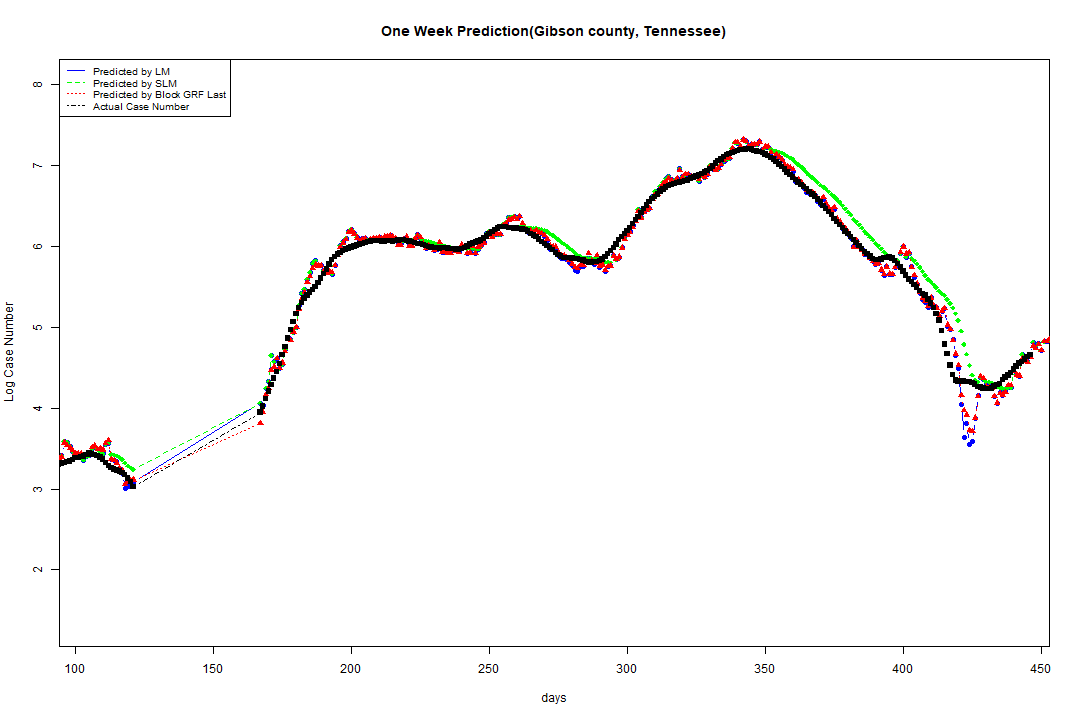 One Week Prediction(Gibson county, Tennessee)
Predicted by LM
Predicted by SLM
Predicted by Block GRF Last
Actual Case Number
8
7
6
5
4
3
2
Log Case Number
100 150 200 250 300 350 400 450
days